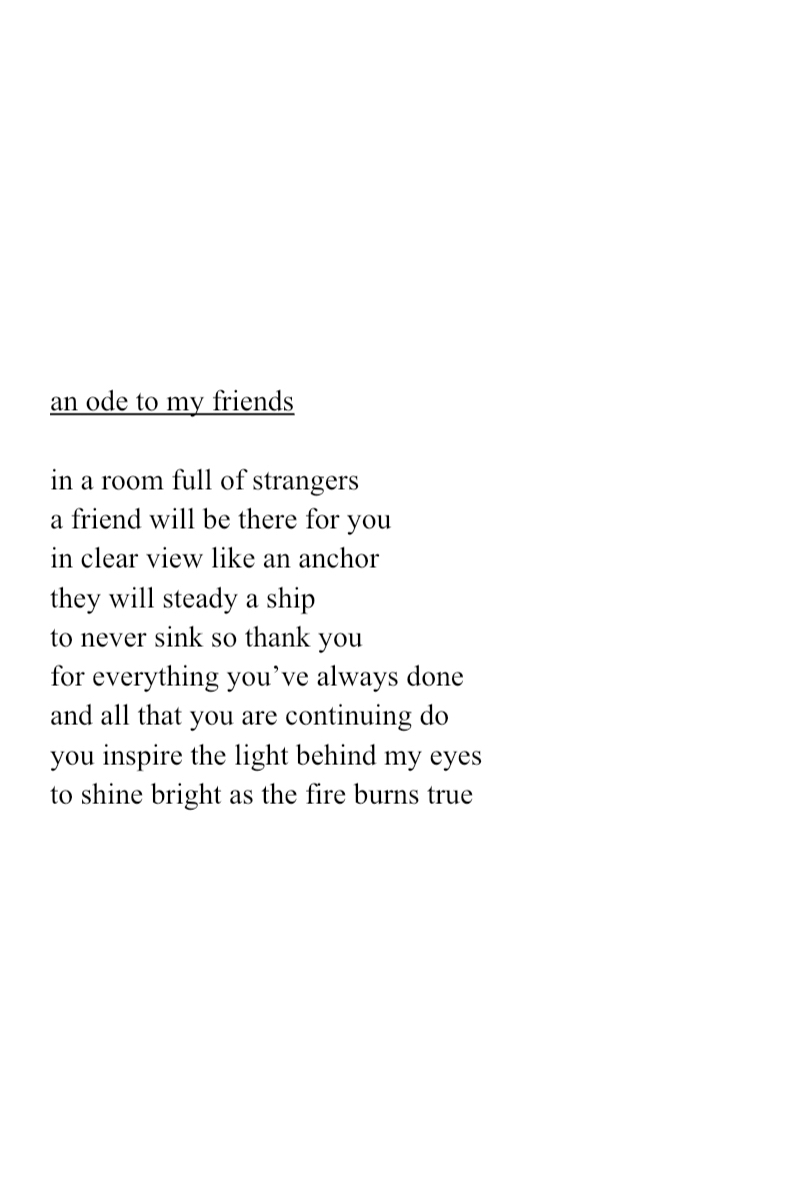 an ode to my friends
in a room full of strangers
a friend will be there for you
in clear view like an anchor
they will steady a ship
to never sink so thank you
for everything you’ve always done
and all that you are continuing do
you inspire the light behind my eyes
to shine bright as the fire burns true